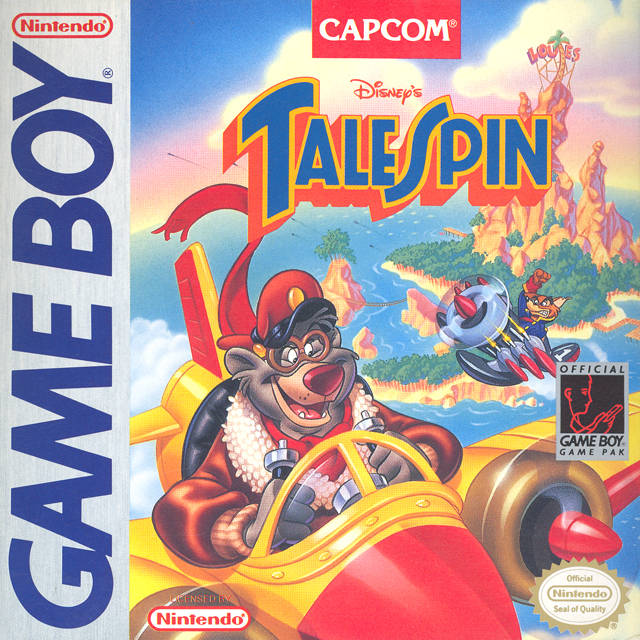 Nintendo®
GAME BOY®
CAPCOM®
Disney's
TALESPIN
LOUIE'S
OFFICIAL
GAME BOY®
GAME PAK
LICENSED BY
Nintendo®
Official
Nintendo®
Seal of Quality